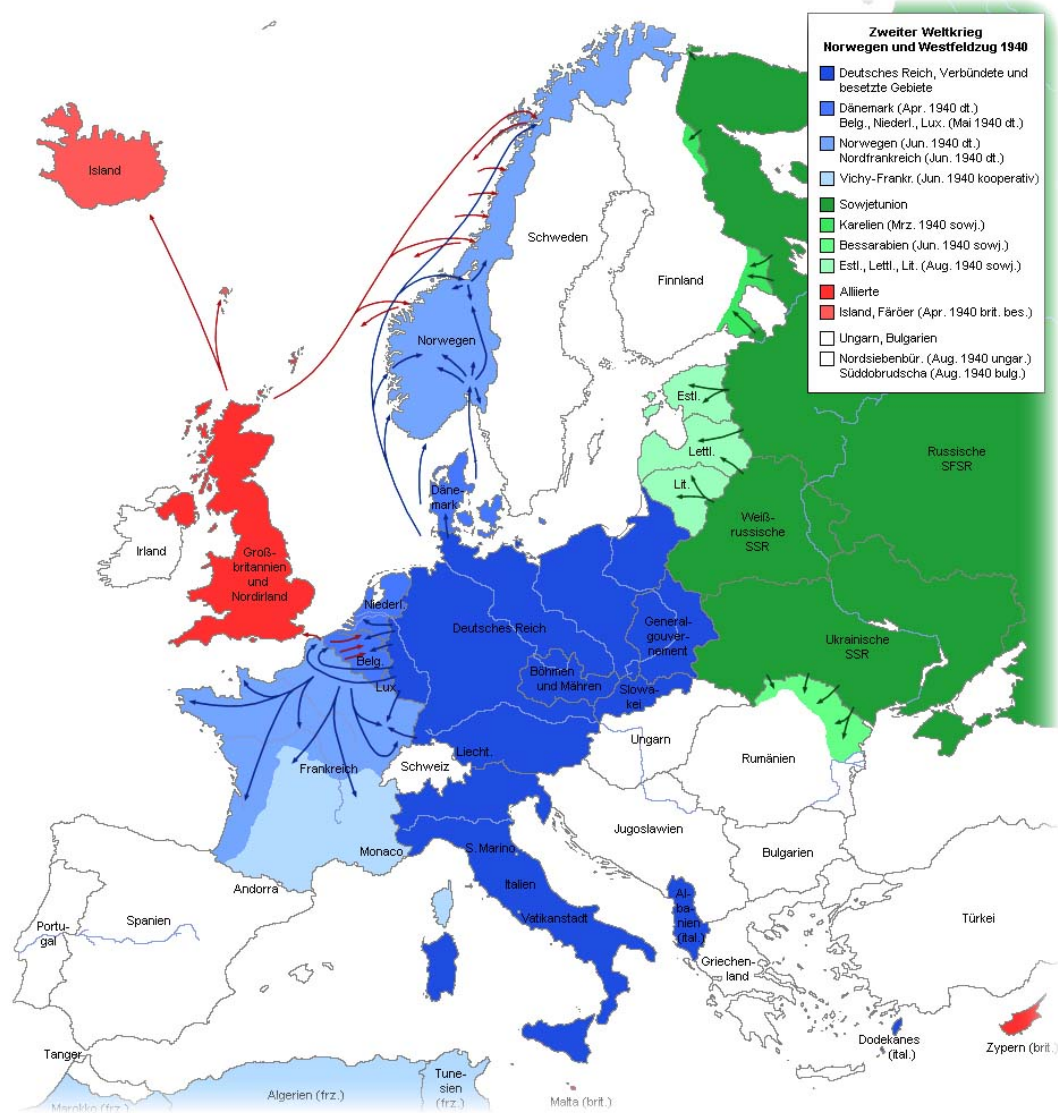 Zweiter Weltkrieg
Norwegen und Westfeldzug 1940
Deutsches Reich, Verbündete und
besetzte Gebiete
Dänemark (Apr. 1940 dt.)
Belg., Niederl., Lux. (Mai 1940 dt.)
Norwegen (Jun. 1940 dt.)
Nordfrankreich (Jun. 1940 dt.)
Vichy-Frankr. (Jun. 1940 kooperativ)
Sowjetunion
Karelien (Mrz. 1940 sowj.)
Bessarabien (Jun. 1940 sowj.)
Estl., Lettl., Lit. (Aug. 1940 sowj.)
Alliierte
Island, Färöer (Apr. 1940 brit. bes.)
Ungarn, Bulgarien
Nordsiebenbür. (Aug. 1940 ungar.)
Süddobrudscha (Aug. 1940 bulg.)
Island
Schweden
Finnland
Norwegen
Estl.
Lettl.
Lit.
Russische
SFSR
Däne-
mark
Weiß-
russische
SSR
Irland
Groß-
britannien
und
Nordirland
Niederl.
Deutsches Reich
General-
gouver-
nement
Ukrainische
SSR
Belg.
Lux.
Böhmen
und Mähren
Slowa-
kei
Liecht.
Ungarn
Schweiz
Frankreich
Rumänien
Jugoslawien
Monaco
S. Marino
Bulgarien
Andorra
Italien
Vatikanstadt
Al-
ba-
nien
(ital.)
Portu-
gal
Spanien
Türkei
Griechen-
land
Dodekanes
(ital.)
Zypern (brit.)
Tanger
Marokko (frz.)
Algerien (frz.)
Tune-
sien
(frz.)
Malta (brit.)